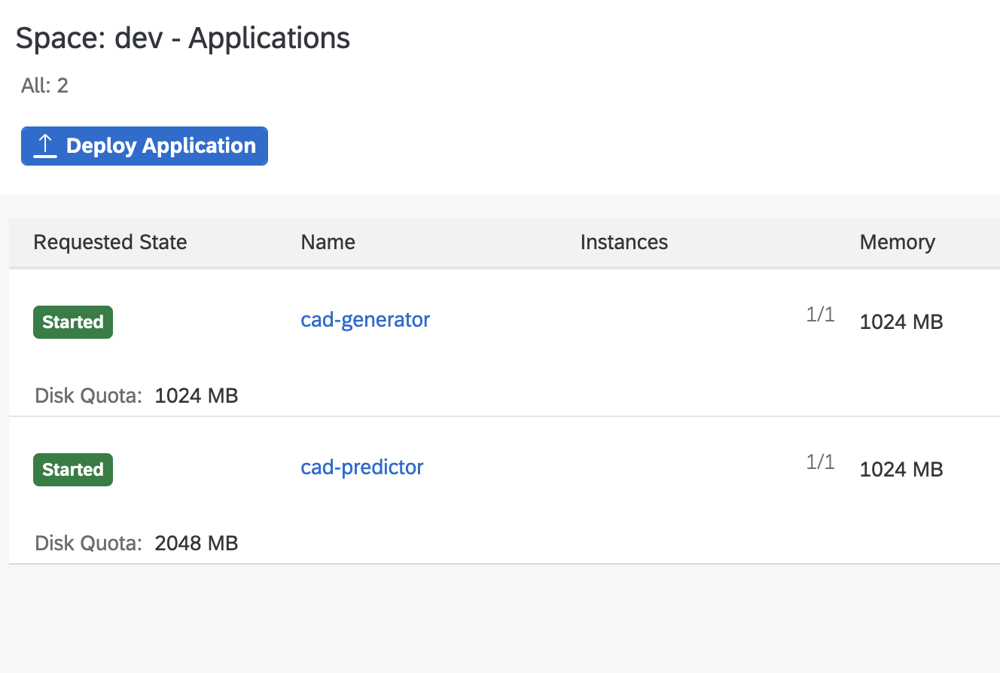 Space: dev - Applications
All: 2
Deploy Application
Requested State Name Instances Memory
Started cad-generator 1/1 1024 MB
Disk Quota: 1024 MB
Started cad-predictor 1/1 1024 MB
Disk Quota: 2048 MB